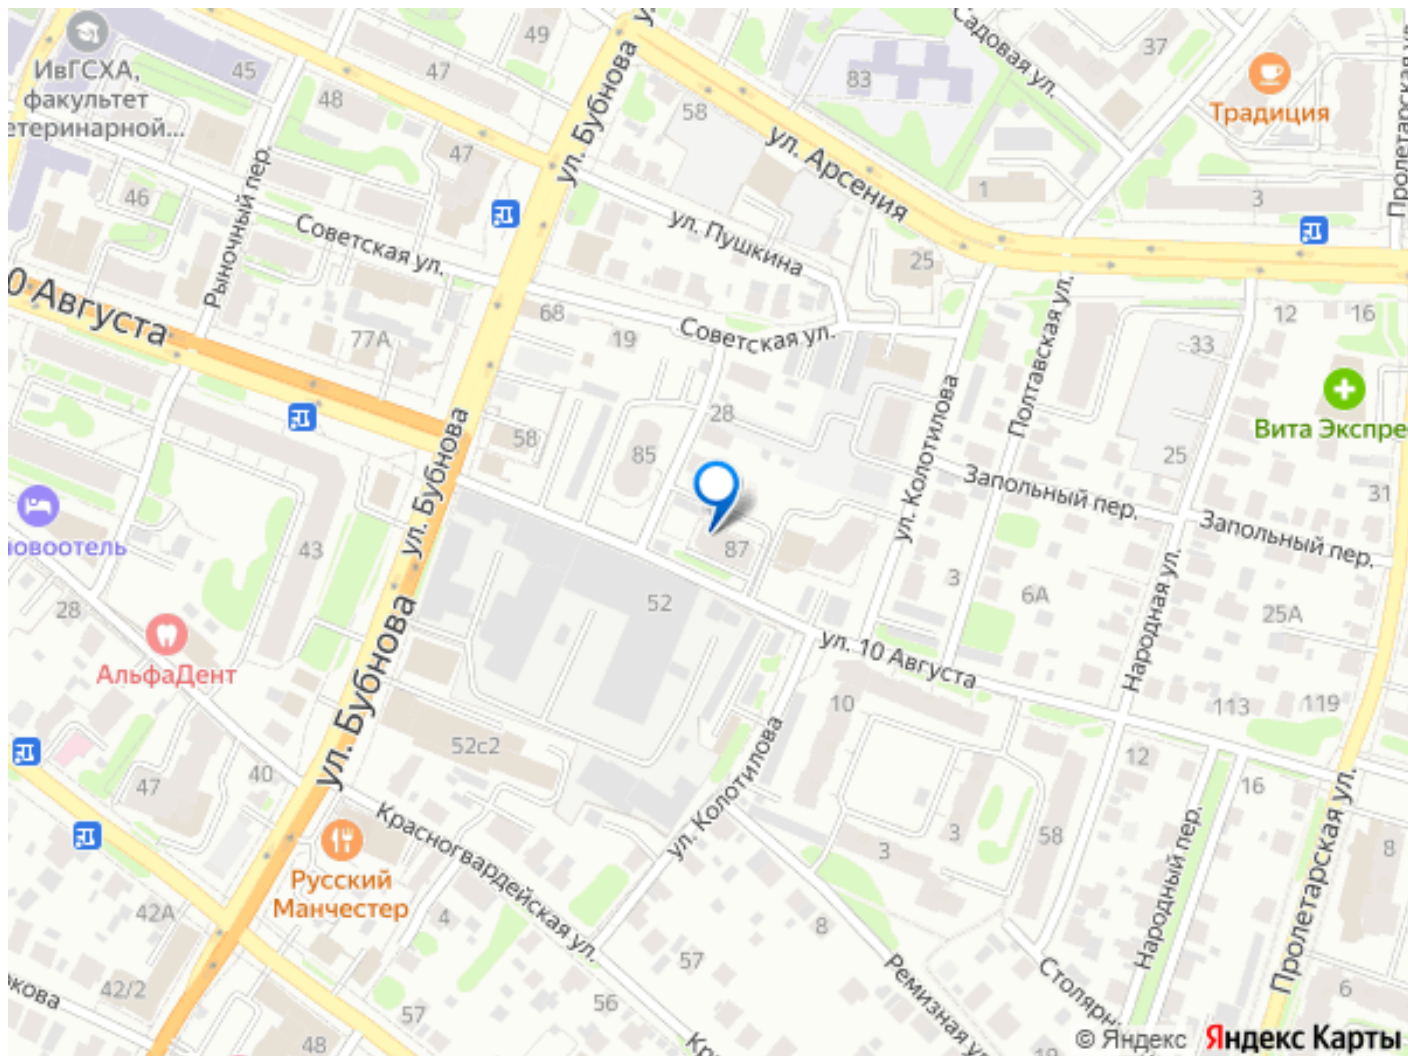 49
37
ИвГСХА,
факультет
етеринарной...
45
47
48
83
58
Садовая ул.
Традиция
ул. Бубнова
ул. Арсения
47
46
Рыночный пер.
1
3
Советская ул.
ул. Пушкина
25
0 Августа
77А
68
19
Советская ул.
Полтавская ул.
33
12
16
28
58
85
ул. Колотилова
25
Вита Экспре
ул. Бубнова
Запольный пер.
31
Запольный пер.
новоотель
43
87
28
52
3
6А
25А
Народная ул.
АльфаДент
ул. 10 Августа
ул. Бубнова
10
113
119
52с2
12
47
40
16
ул. Колотилова
Красногвардейская ул.
3
3
58
8
Русский
Манчестер
Народный пер.
Пролетарская ул.
42А
4
8
57
42/2
Ремизная ул.
Столярн
6
57
56
48
19
© Яндекс Яндекс Карты